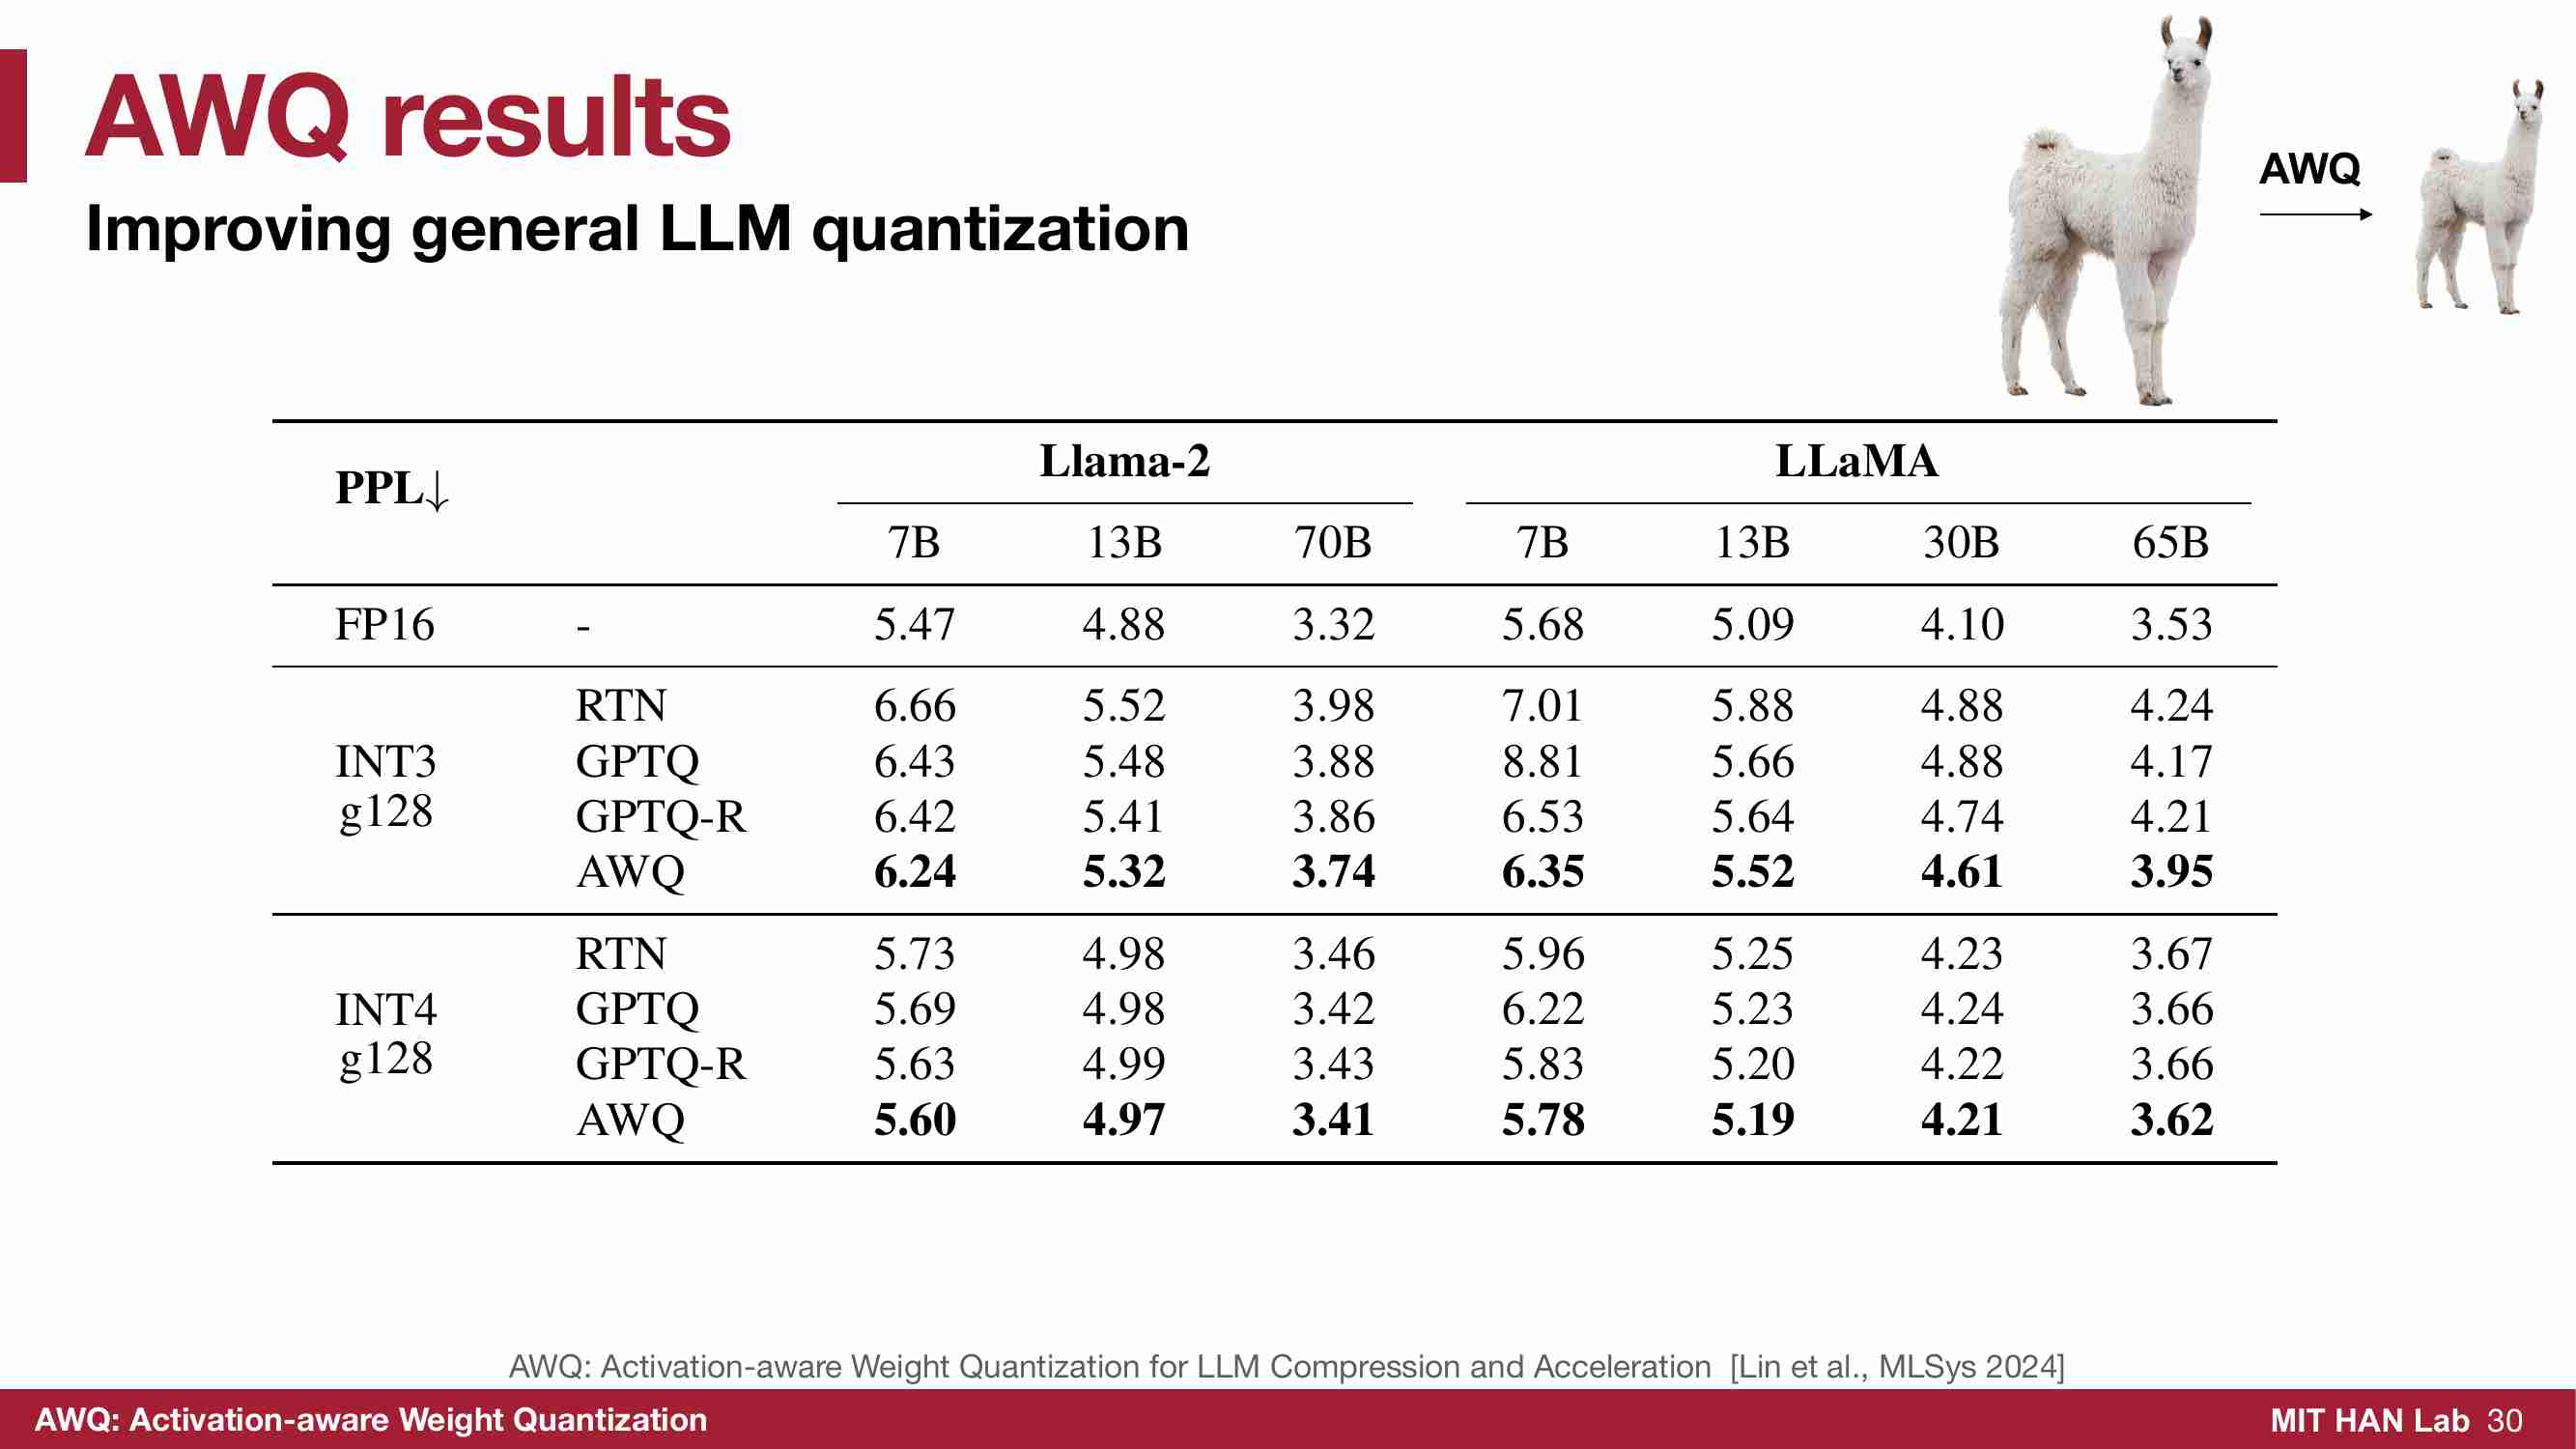 AWQ results
Improving general LLM quantization
AWQ
PPL↓ Llama-2 LLaMA
7B 13B 70B 7B 13B 30B 65B
FP16 - 5.47 4.88 3.32 5.68 5.09 4.10 3.53
INT3 g128
RTN 6.66 5.52 3.98 7.01 5.88 4.88 4.24
GPTQ 6.43 5.48 3.88 8.81 5.66 4.88 4.17
GPTQ-R 6.42 5.41 3.86 6.53 5.64 4.74 4.21
AWQ 6.24 5.32 3.74 6.35 5.52 4.61 3.95
INT4 g128
RTN 5.73 4.98 3.46 5.96 5.25 4.23 3.67
GPTQ 5.69 4.98 3.42 6.22 5.23 4.24 3.66
GPTQ-R 5.63 4.99 3.43 5.83 5.20 4.22 3.66
AWQ 5.60 4.97 3.41 5.78 5.19 4.21 3.62
AWQ: Activation-aware Weight Quantization for LLM Compression and Acceleration [Lin et al., MLSys 2024]
AWQ: Activation-aware Weight Quantization MIT HAN Lab 30